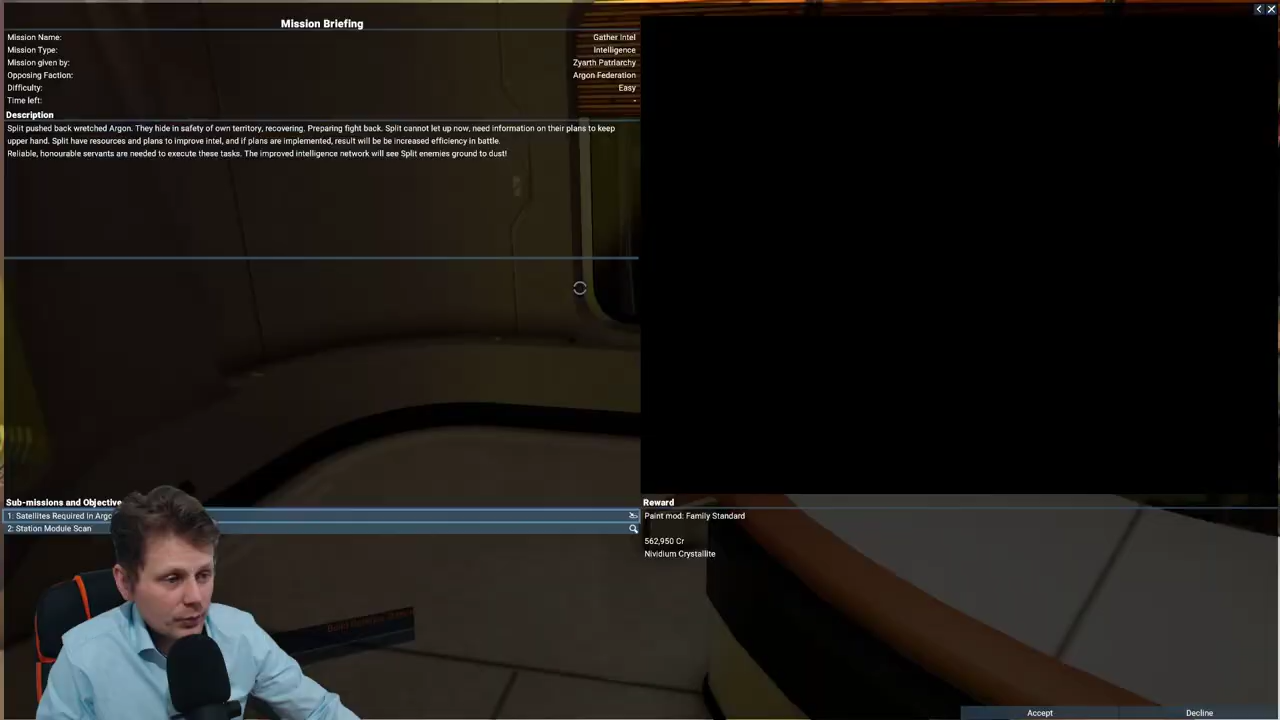 Mission Briefing
Mission Name: Gather Intel
Mission Type: Intelligence
Mission given by: Zyarth Patriarchy
Opposing Faction: Argon Federation
Difficulty: Easy
Time left: -
Description
Split pushed back wretched Argon. They hide in safety of own territory, recovering. Preparing fight back. Split cannot let up now, need information on their plans to keep
upper hand. Split have resources and plans to improve intel, and if plans are implemented, result will be be increased efficiency in battle.
Reliable, honourable servants are needed to execute these tasks. The improved intelligence network will see Split enemies ground to dust!
Sub-missions and Objective
1: Satellites Required in Argo
2: Station Module Scan
Reward
Paint mod: Family Standard
562,950 Cr
Nividium Crystallite
Accept Decline